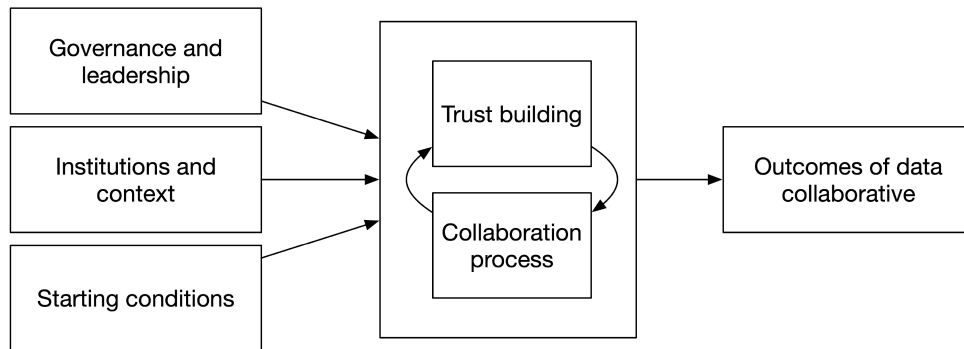 Governance and
leadership
Institutions and
context
Starting conditions
Trust building
Collaboration
process
Outcomes of data
collaborative